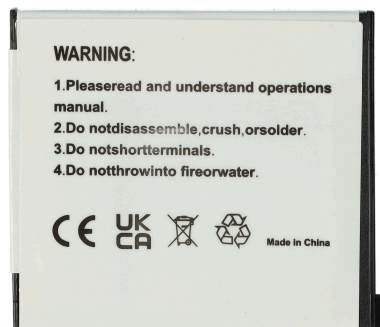 WARNING:
1.Pleaseread and understand operations
manual.
2.Do notdisassemble,crush,orsolder.
3.Do notshortterminals.
4.Do notthrowinto fireorwater.
CE UK
CA Made in China